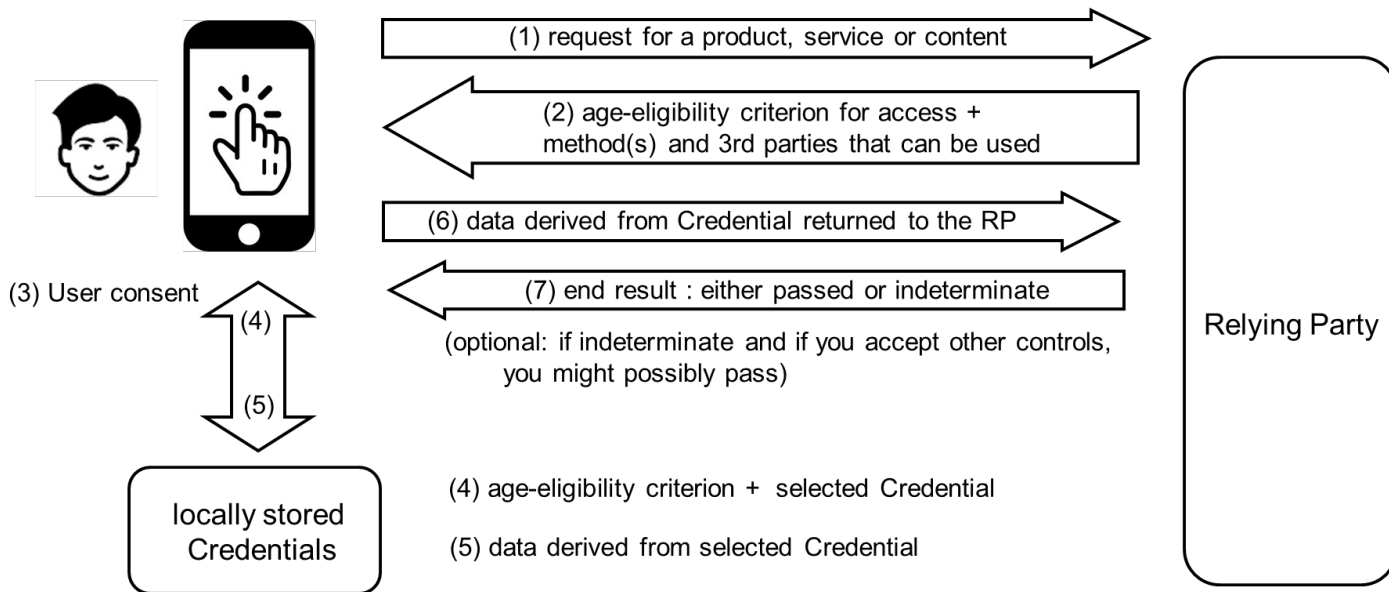 (1) request for a product, service or content
(2) age-eligibility criterion for access +
method(s) and 3rd parties that can be used
(6) data derived from Credential returned to the RP
(3) User consent
(7) end result : either passed or indeterminate
(4)
(optional: if indeterminate and if you accept other controls,
you might possibly pass)
Relying Party
(5)
locally stored
Credentials
(4) age-eligibility criterion + selected Credential
(5) data derived from selected Credential